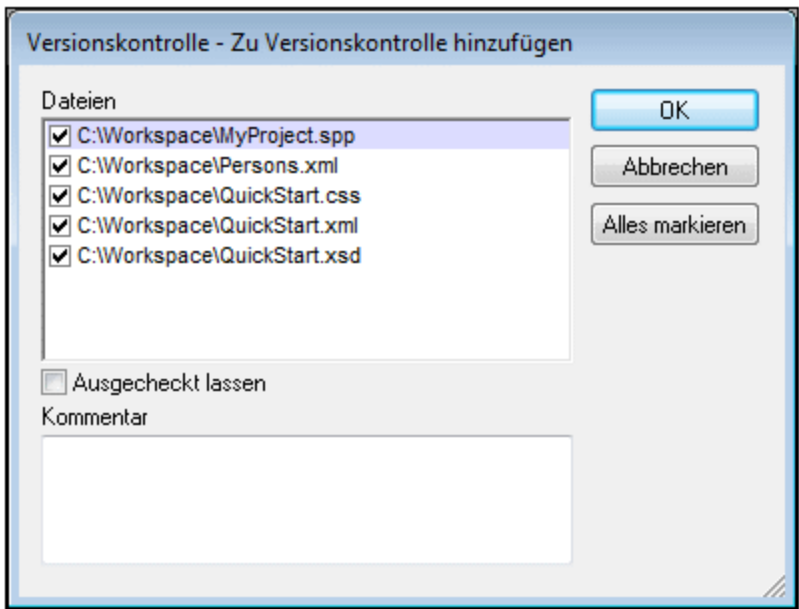 Versionskontrolle - Zu Versionskontrolle hinzufügen
Dateien
C:\Workspace\MyProject.spp
C:\Workspace\Persons.xml
C:\Workspace\QuickStart.css
C:\Workspace\QuickStart.xml
C:\Workspace\QuickStart.xsd
OK
Abbrechen
Alles markieren
Ausgecheckt lassen
Kommentar